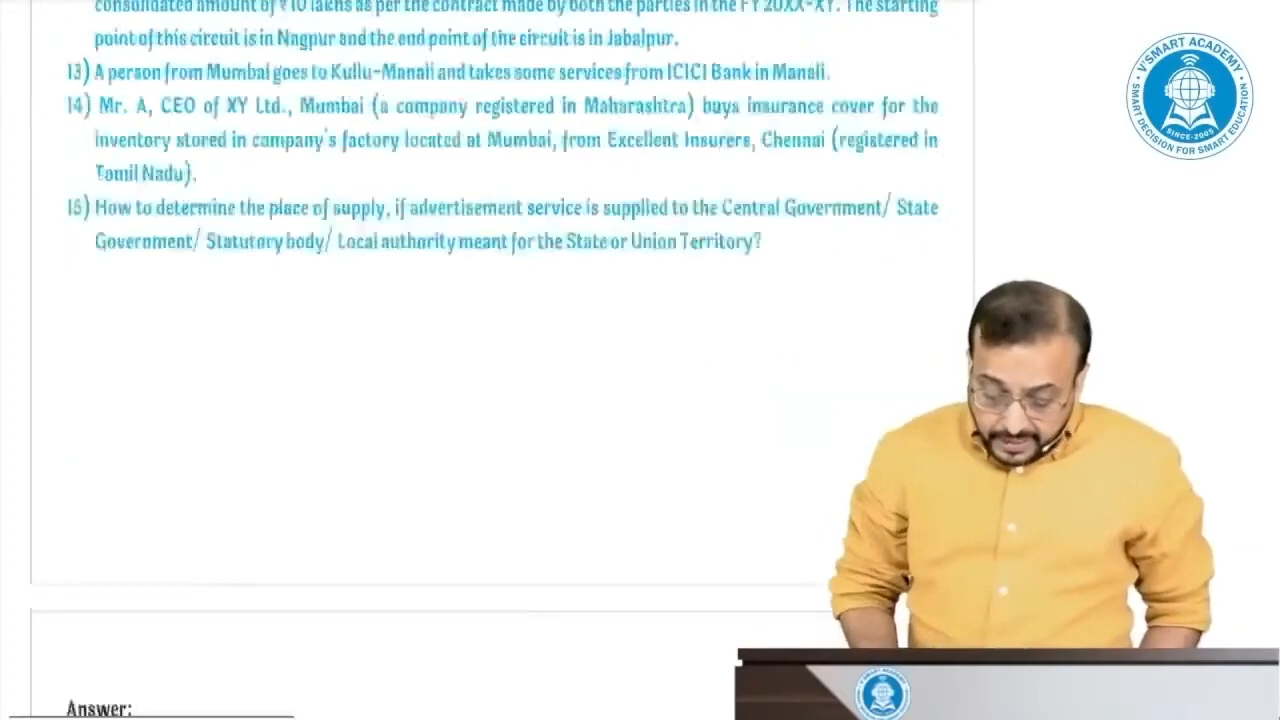 consolidated amount of ₹ 10 lakhs as per the contract made by both the parties in the FY 20XX-XY. The starting
point of this circuit is in Nagpur and the end point of the circuit is in Jabalpur.
13) A person from Mumbai goes to Kullu-Manali and takes some services from ICICI Bank in Manali.
14) Mr. A, CEO of XY Ltd., Mumbai (a company registered in Maharashtra) buys insurance cover for the
inventory stored in company's factory located at Mumbai, from Excellent Insurers, Chennai (registered in
Tamil Nadu).
15) How to determine the place of supply, if advertisement service is supplied to the Central Government/ State
Government/ Statutory body/ Local authority meant for the State or Union Territory?
Answer:
V'SMART ACADEMY
SINCE-2005
SMART DECISION FOR SMART EDUCATION